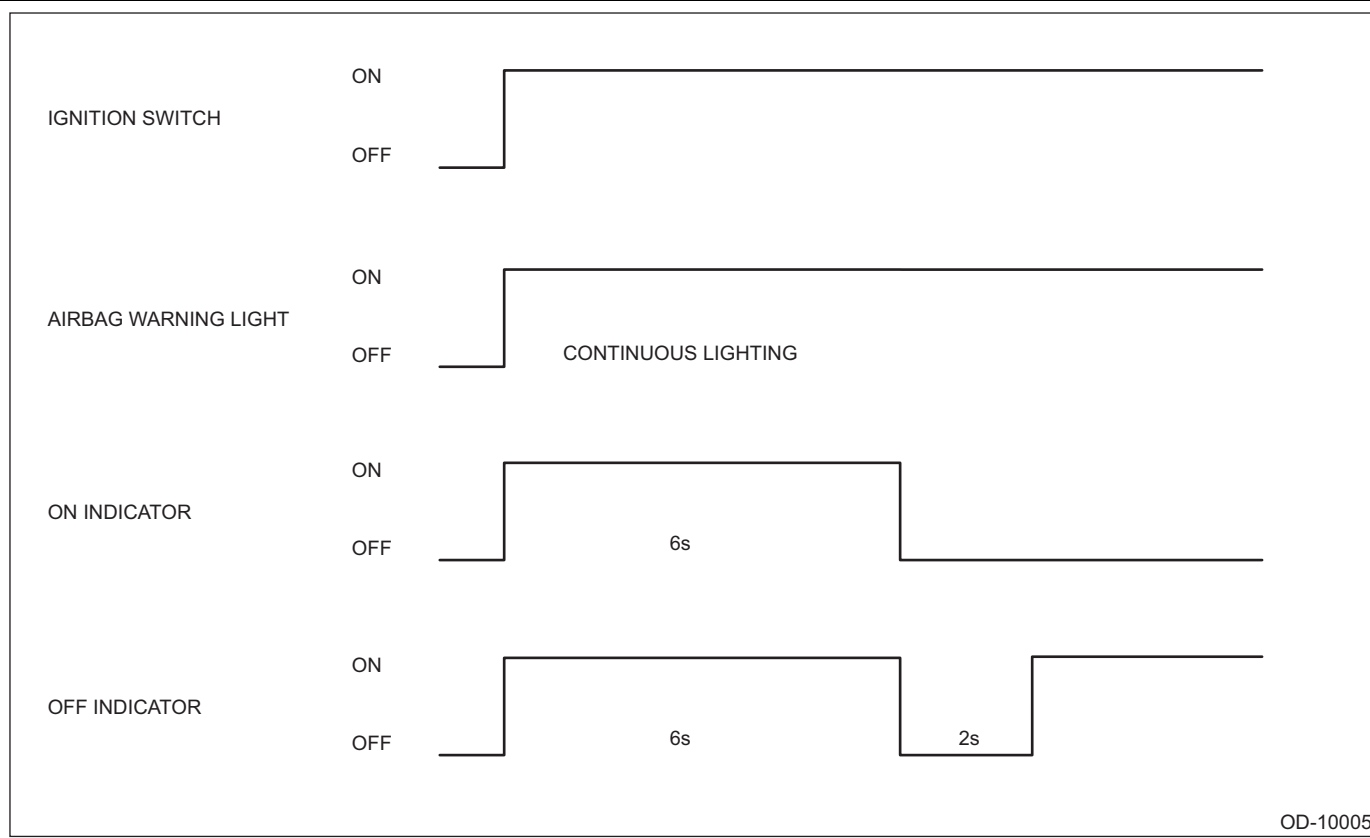 ON
IGNITION SWITCH
OFF
ON
AIRBAG WARNING LIGHT
OFF
CONTINUOUS LIGHTING
ON
ON INDICATOR
OFF
6s
ON
OFF INDICATOR
OFF
6s
2s
OD-10005